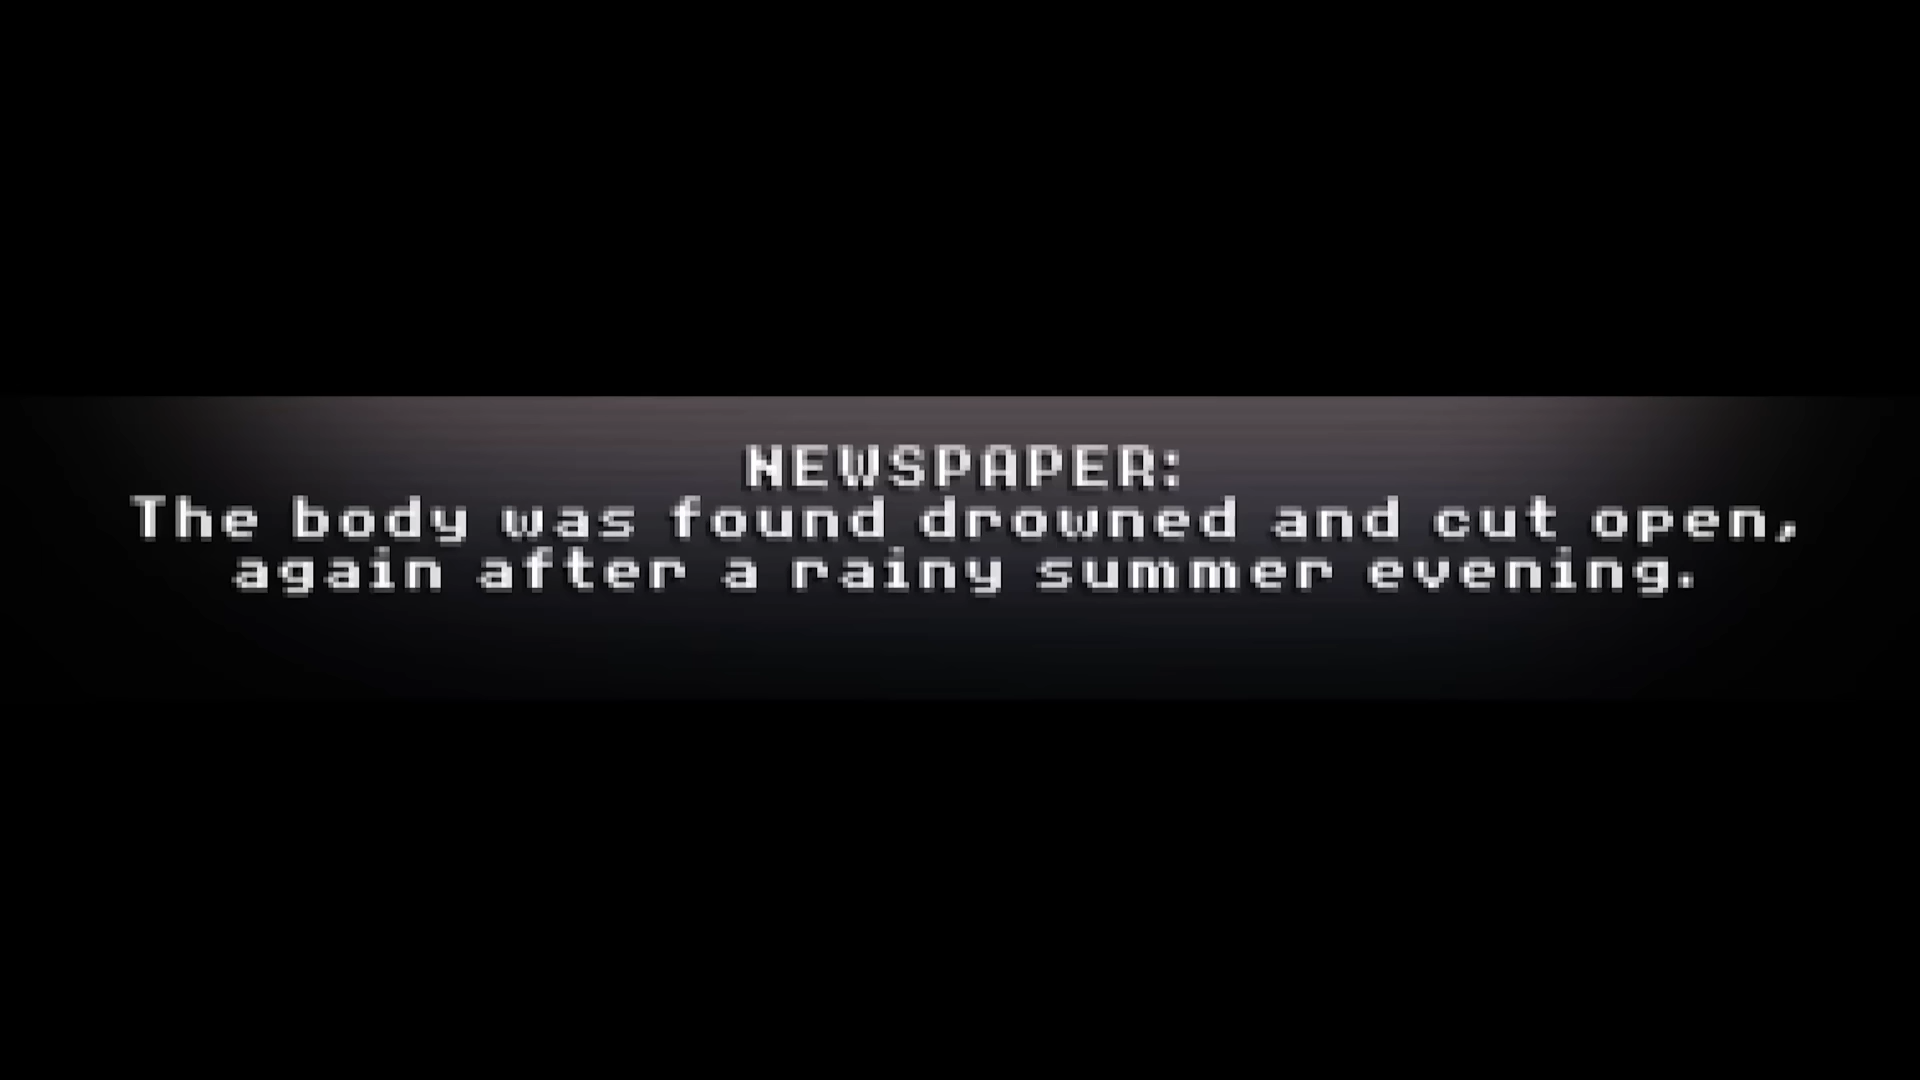 NEWSPAPER:
The body was found drowned and cut open,
again after a rainy summer evening.